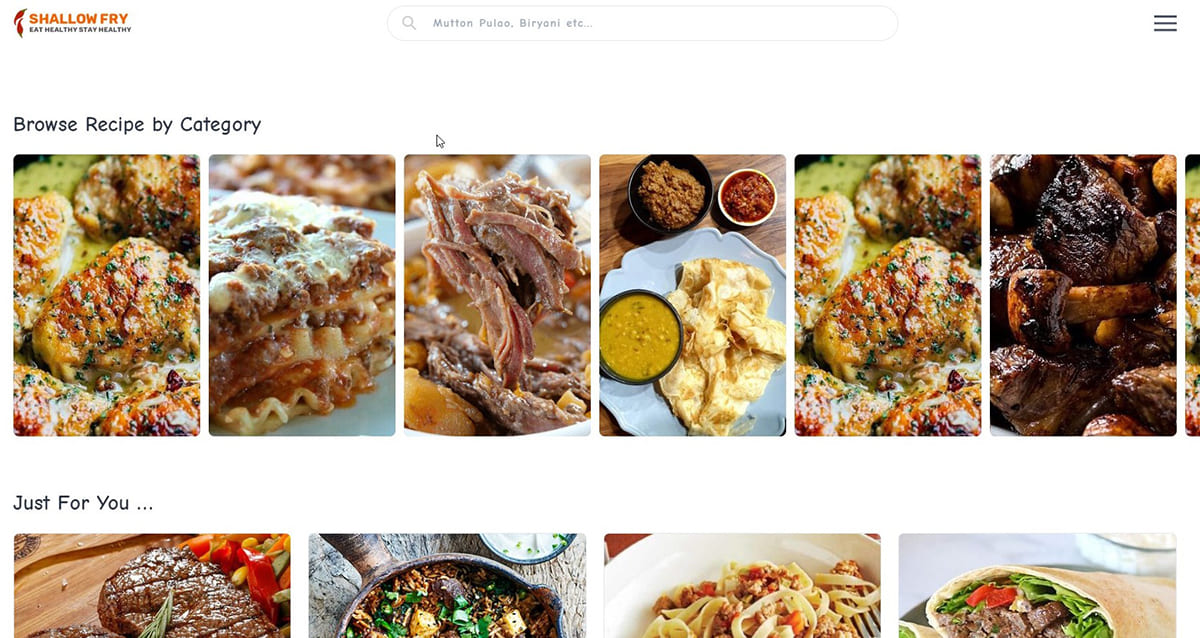 SHALLOW FRY
EAT HEALTHY STAY HEALTHY
Mutton Pulao, Biryani etc...
Browse Recipe by Category
Just For You ...